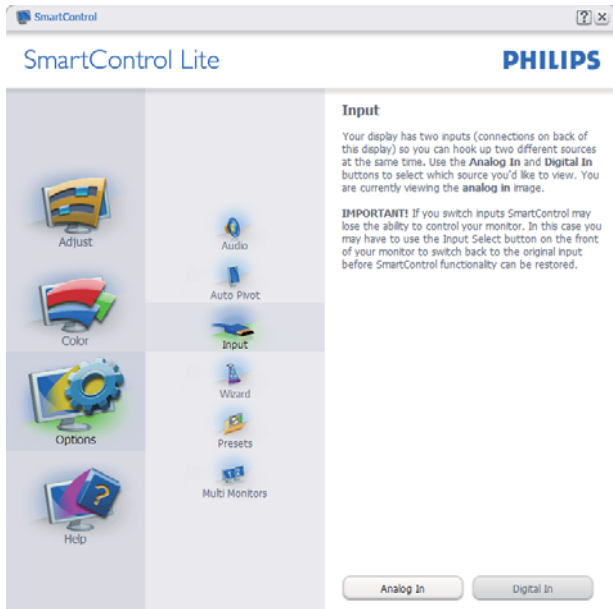 SmartControl
SmartControl Lite
PHILIPS
Adjust
Color
Options
Help
Audio
Auto Pivot
Input
Wizard
Presets
Multi Monitors
Input
Your display has two inputs (connections on back of
this display) so you can hook up two different sources
at the same time. Use the Analog In and Digital In
buttons to select which source you'd like to view. You
are currently viewing the analog in image.
IMPORTANT! If you switch inputs SmartControl may
lose the ability to control your monitor. In this case you
may have to use the Input Select button on the front
of your monitor to switch back to the original input
before SmartControl functionality can be restored.
Analog In
Digital In